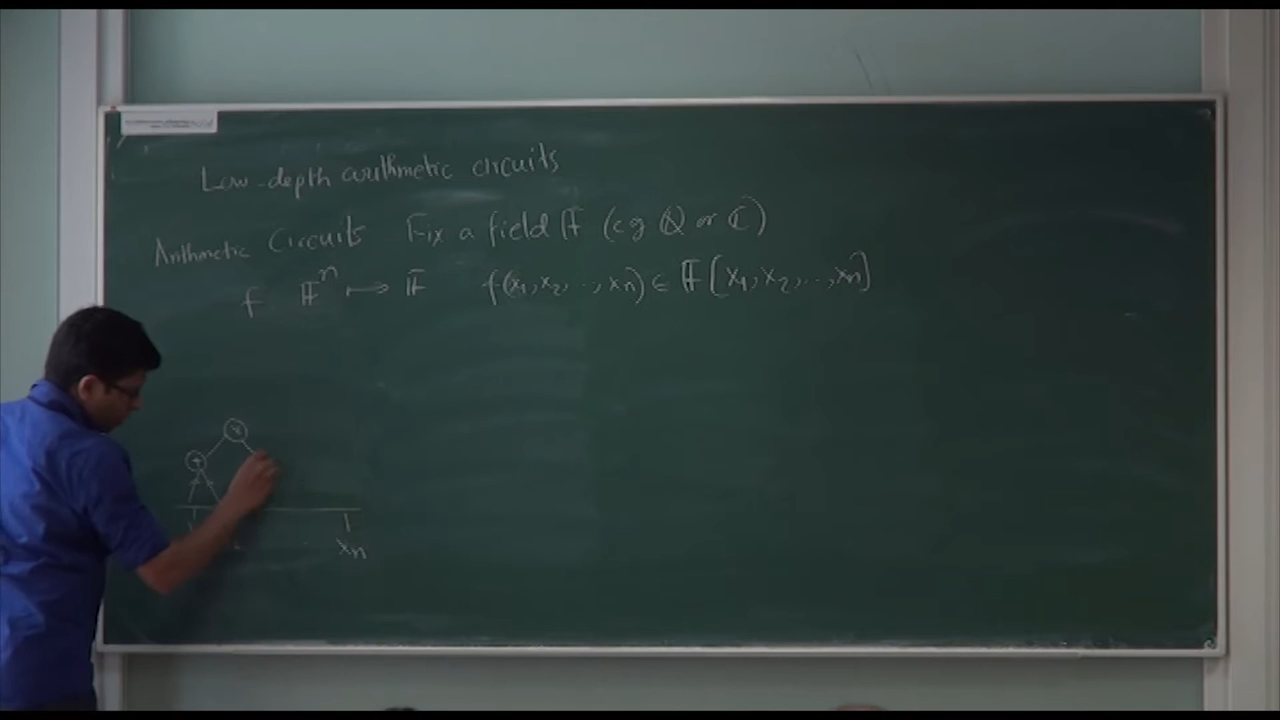 Low-depth arithmetic circuits
Arithmetic Circuits Fix a field 𝔽 (eg ℚ or ℂ)
f 𝔽ⁿ ↦ 𝔽 f(x₁,x₂,..,xₙ) ∈ 𝔽[x₁,x₂,..,xₙ]
×
+
xₙ